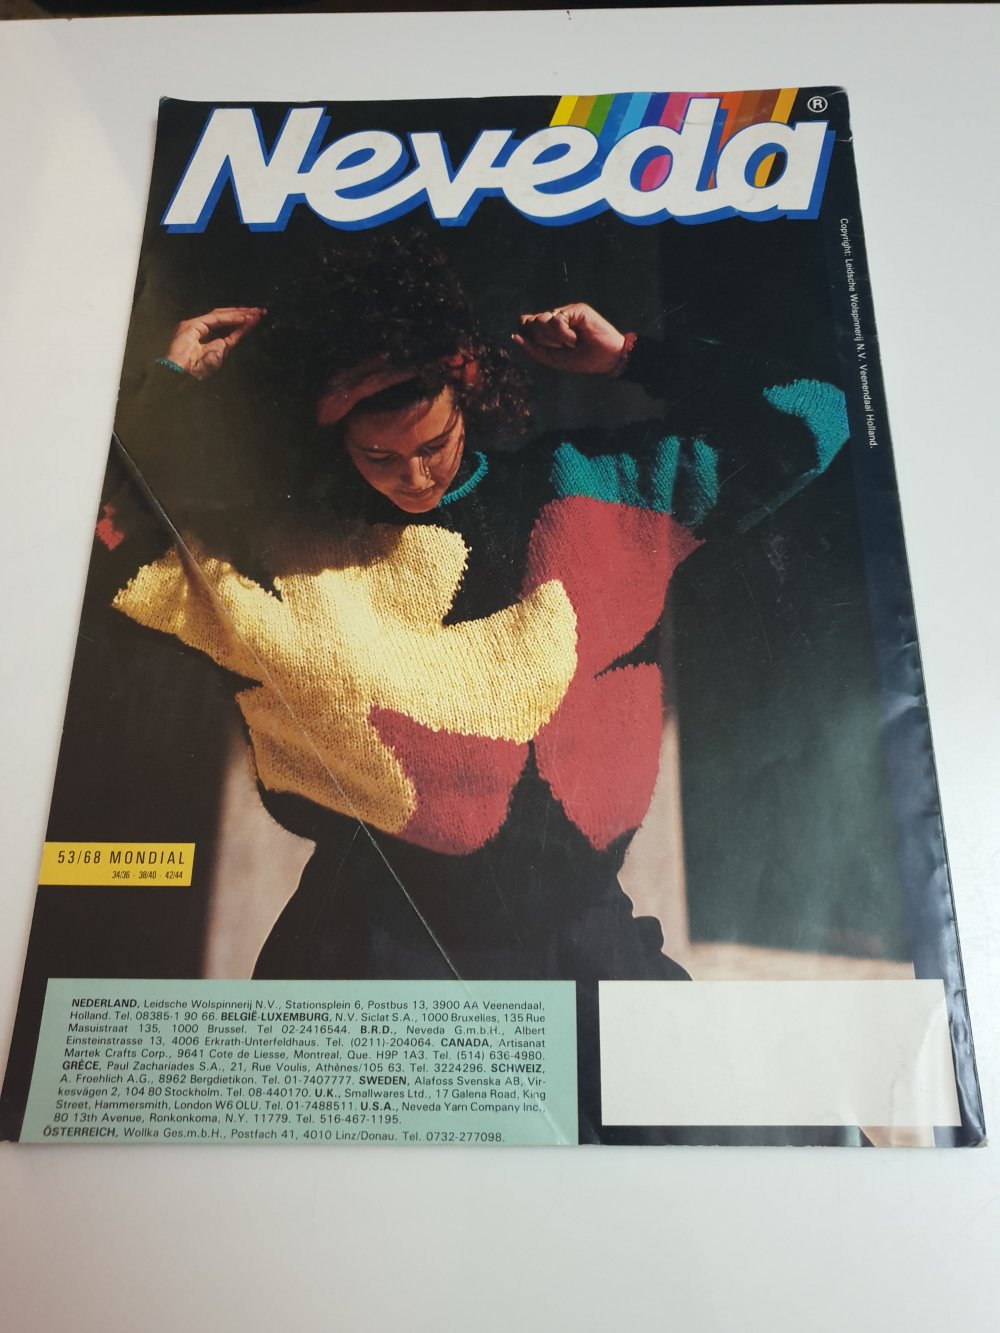 Neveda®
Copyright: Leidsche Wolspinnerij N.V. Veenendaal Holland.
53/68 MONDIAL
34/36 - 38/40 - 42/44
NEDERLAND, Leidsche Wolspinnerij N.V., Stationsplein 6, Postbus 13, 3900 AA Veenendaal,
Holland. Tel. 08385-1 90 66. BELGIË-LUXEMBURG, N.V. Siclat S.A., 1000 Bruxelles, 135 Rue
Masuistraat 135, 1000 Brussel. Tel 02-2416544. B.R.D., Neveda G.m.b.H., Albert
Einsteinstrasse 13, 4006 Erkrath-Unterfeldhaus. Tel. (0211)-204064. CANADA, Artisanat
Martek Crafts Corp., 9641 Cote de Liesse, Montreal, Que. H9P 1A3. Tel. (514) 636-4980.
GRÈCE, Paul Zachariades S.A., 21, Rue Voulis, Athènes/105 63. Tel. 3224296. SCHWEIZ,
A. Froehlich A.G., 8962 Bergdietikon. Tel. 01-7407777. SWEDEN, Alafoss Svenska AB, Vir-
kesvägen 2, 104 80 Stockholm. Tel. 08-440170. U.K., Smallwares Ltd., 17 Galena Road, King
Street, Hammersmith, London W6 OLU. Tel. 01-7488511. U.S.A., Neveda Yarn Company Inc.,
80 13th Avenue, Ronkonkoma, N.Y. 11779. Tel. 516-467-1195.
ÖSTERREICH, Wollka Ges.m.b.H., Postfach 41, 4010 Linz/Donau. Tel. 0732-277098.